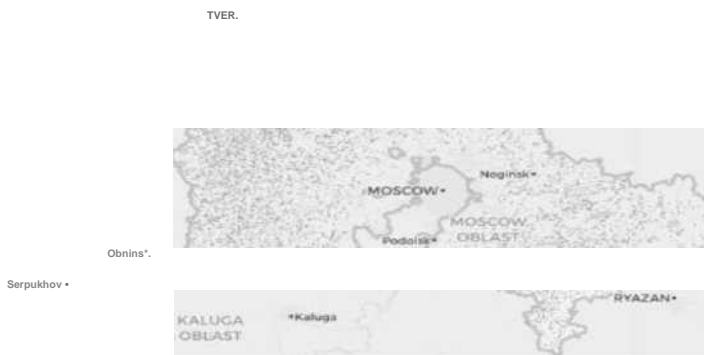 TVER.
Noginsk•
MOSCOW•
MOSCOW
OBLAST
Podolsk•
Obnins*.
Serpukhov •
RYAZAN•
•Kaluga
KALUGA
OBLAST